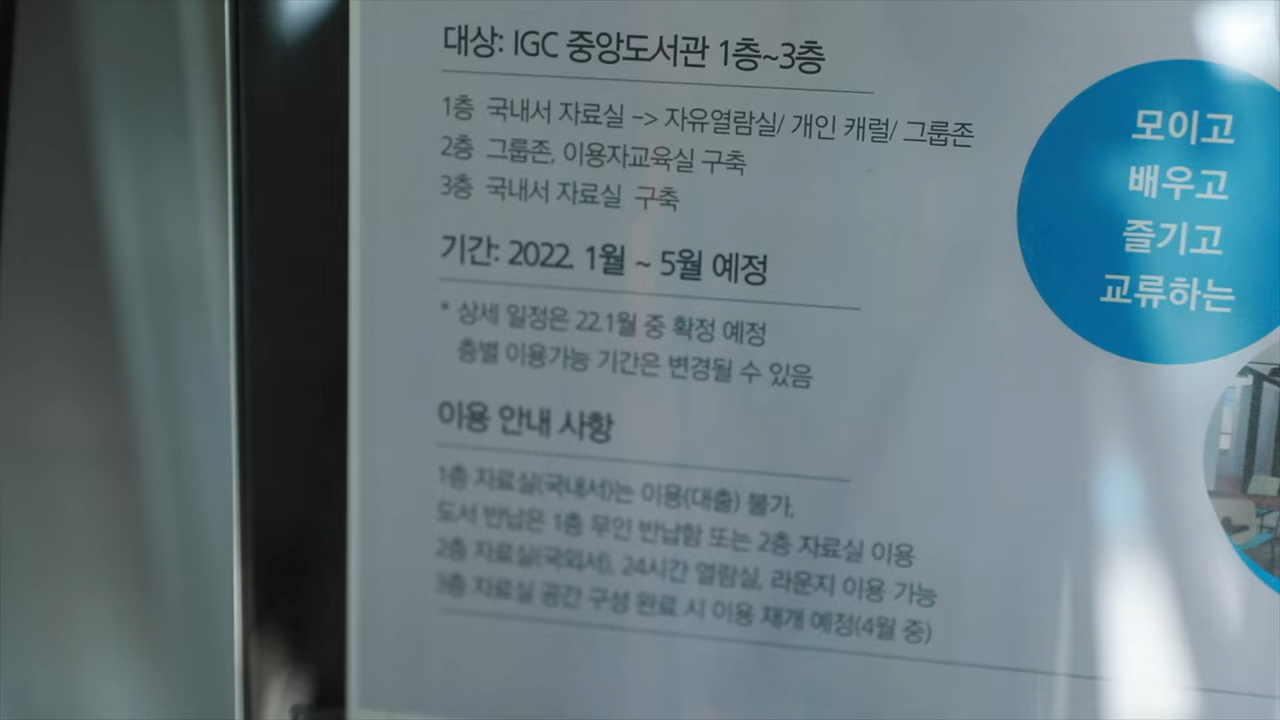 대상: IGC 중앙도서관 1층~3층
1층 국내서 자료실 -> 자유열람실/ 개인 캐럴/ 그룹존
2층 그룹존, 이용자교육실 구축
3층 국내서 자료실 구축
기간: 2022. 1월 ~ 5월 예정
* 상세 일정은 22.1월 중 확정 예정
층별 이용가능 기간은 변경될 수 있음
이용 안내 사항
1층 자료실(국내서)는 이용(대출) 불가,
도서 반납은 1층 무인 반납함 또는 2층 자료실 이용
2층 자료실(국외서), 24시간 열람실, 라운지 이용 가능
3층 자료실 공간 구성 완료 시 이용 재개 예정(4월 중)
모이고
배우고
즐기고
교류하는